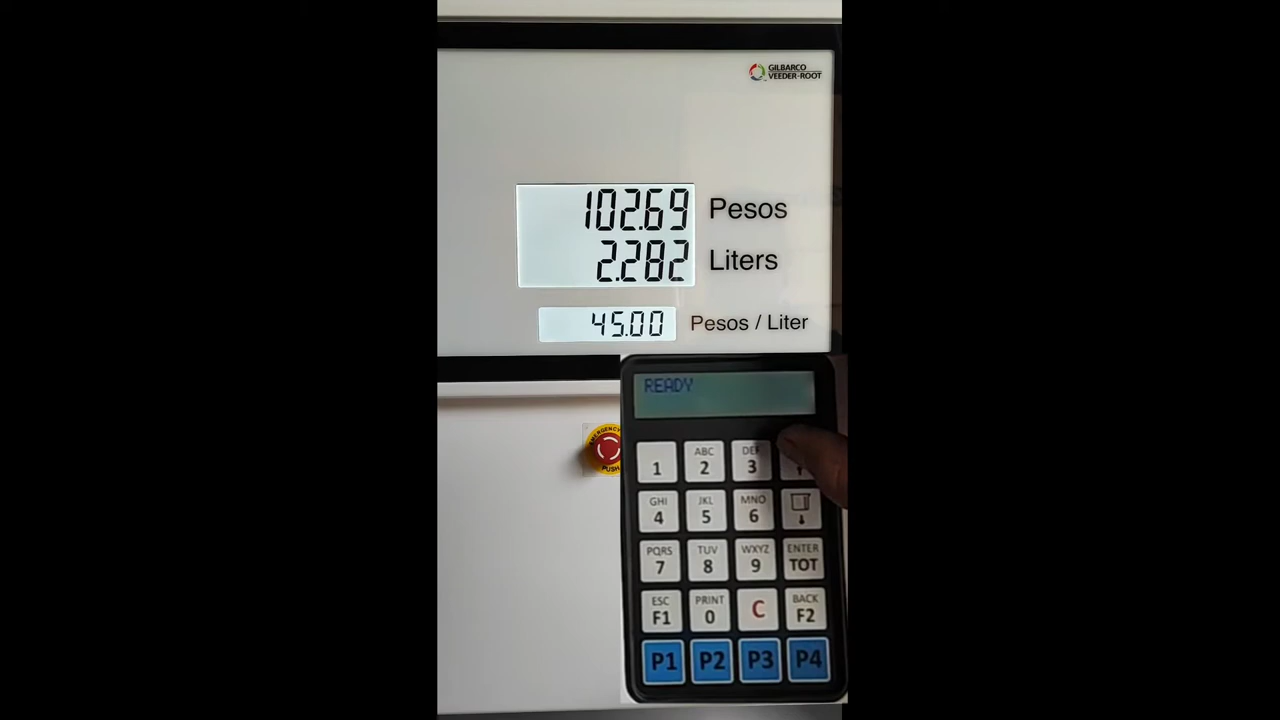 GILBARCO
VEEDER-ROOT
102.69 Pesos
2.282 Liters
45.00 Pesos / Liter
READY
EMERGENCY
PUSH
1
ABC
2
DEF
3
GHI
4
JKL
5
MNO
6
PQRS
7
TUV
8
WXYZ
9
ENTER
TOT
ESC
F1
PRINT
0
C
BACK
F2
P1 P2 P3 P4